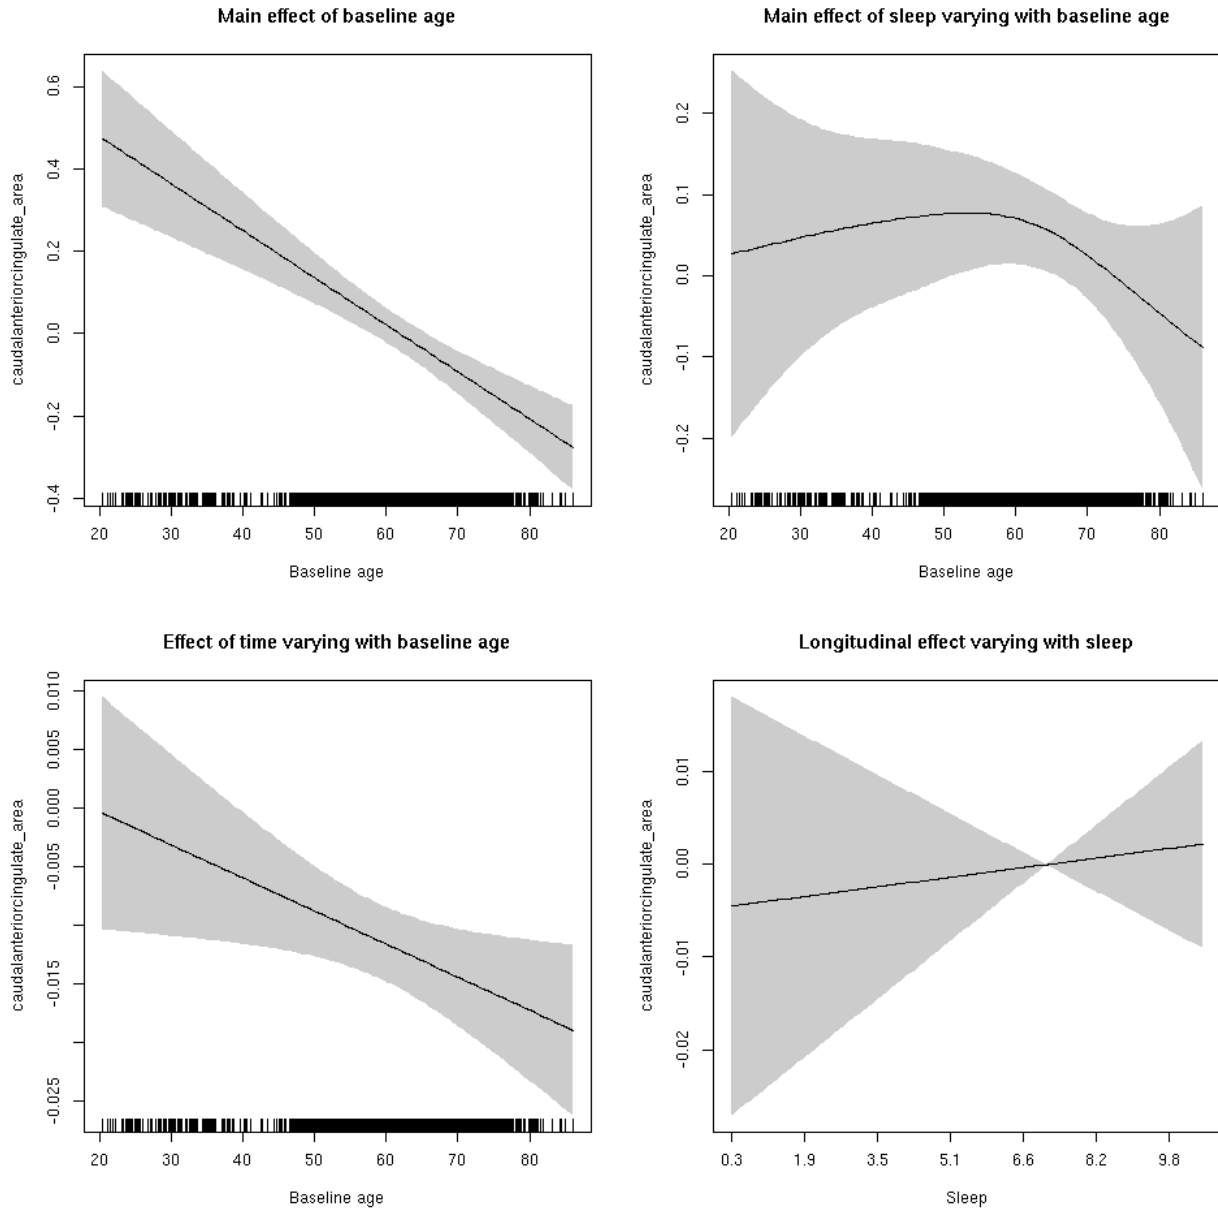 Main effect of baseline age
caudalanteriorcingulate_area
0.6
0.4
0.2
0.0
-0.2
-0.4
20 30 40 50 60 70 80
Baseline age
Main effect of sleep varying with baseline age
caudalanteriorcingulate_area
0.2
0.1
0.0
-0.1
-0.2
20 30 40 50 60 70 80
Baseline age
Effect of time varying with baseline age
caudalanteriorcingulate_area
0.010
0.005
0.000
-0.005
-0.015
-0.025
20 30 40 50 60 70 80
Baseline age
Longitudinal effect varying with sleep
caudalanteriorcingulate_area
0.01
0.00
-0.01
-0.02
0.3 1.9 3.5 5.1 6.6 8.2 9.8
Sleep